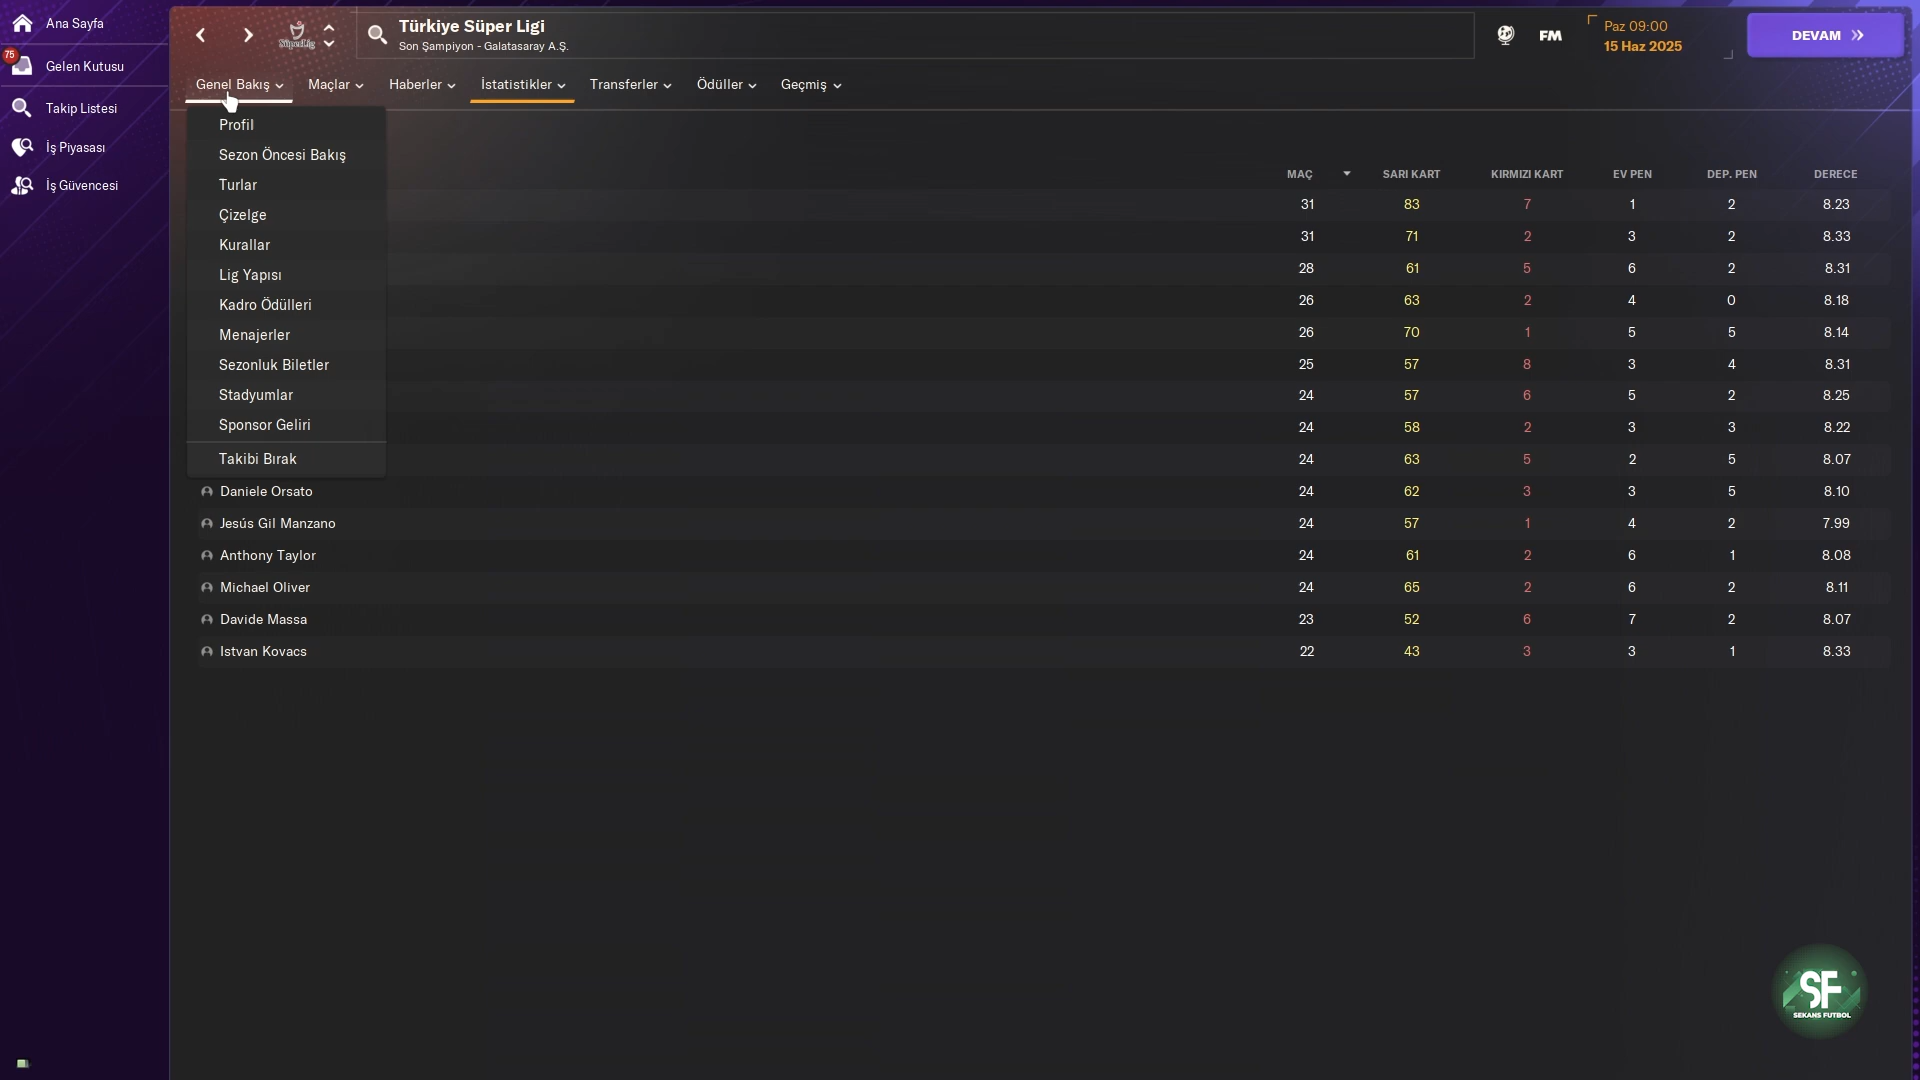 Ana Sayfa
75
Gelen Kutusu
Takip Listesi
İş Piyasası
İş Güvencesi
SüperLig
Türkiye Süper Ligi
Son Şampiyon - Galatasaray A.Ş.
FM
Paz 09:00
15 Haz 2025
DEVAM
Genel Bakış Maçlar Haberler İstatistikler Transferler Ödüller Geçmiş
Profil
Sezon Öncesi Bakış
Turlar
Çizelge
Kurallar
Lig Yapısı
Kadro Ödülleri
Menajerler
Sezonluk Biletler
Stadyumlar
Sponsor Geliri
Takibi Bırak
MAÇ SARI KART KIRMIZI KART EV PEN DEP. PEN DERECE
31 83 7 1 2 8.23
31 71 2 3 2 8.33
28 61 5 6 2 8.31
26 63 2 4 0 8.18
26 70 1 5 5 8.14
25 57 8 3 4 8.31
24 57 6 5 2 8.25
24 58 2 3 3 8.22
24 63 5 2 5 8.07
Daniele Orsato 24 62 3 3 5 8.10
Jesús Gil Manzano 24 57 1 4 2 7.99
Anthony Taylor 24 61 2 6 1 8.08
Michael Oliver 24 65 2 6 2 8.11
Davide Massa 23 52 6 7 2 8.07
Istvan Kovacs 22 43 3 3 1 8.33
SF
SEKANS FUTBOL